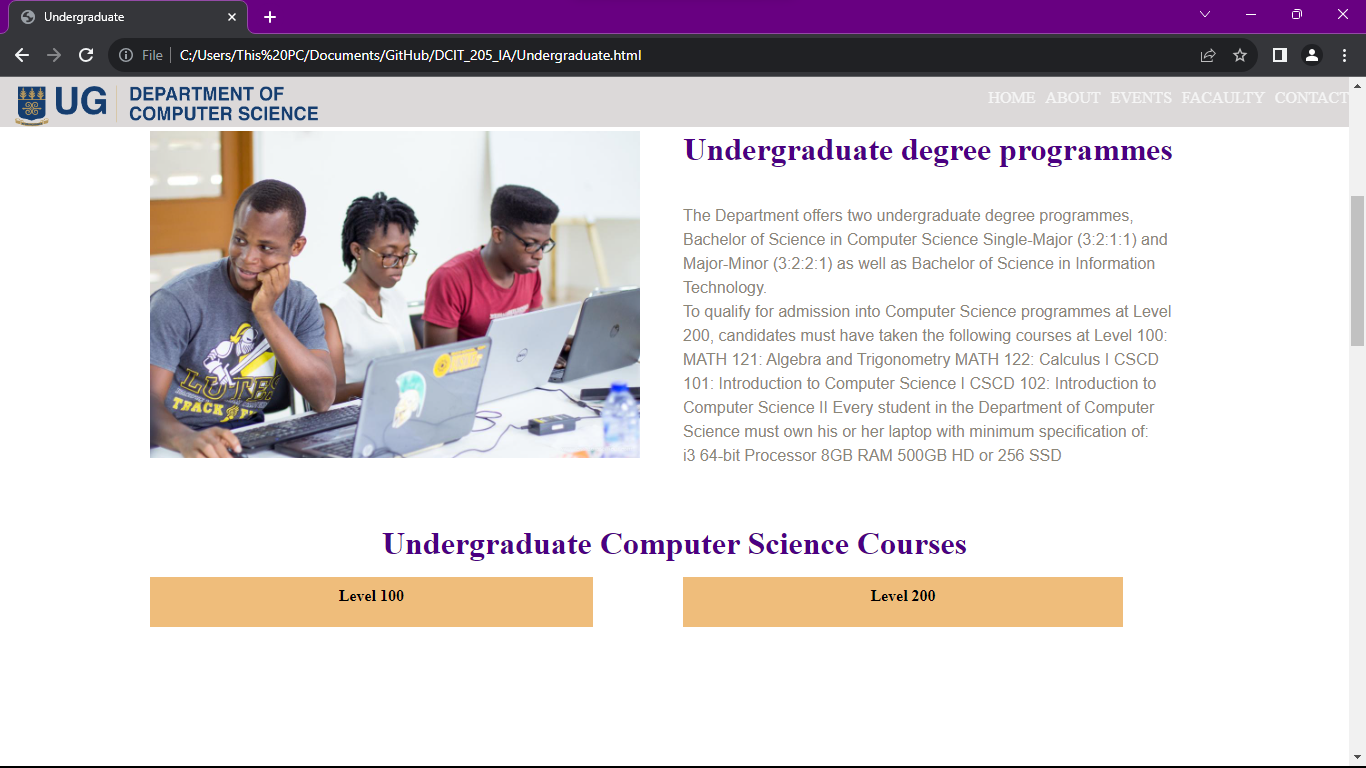 Undergraduate
File C:/Users/This%20PC/Documents/GitHub/DCIT_205_IA/Undergraduate.html
UG DEPARTMENT OF
COMPUTER SCIENCE
HOME ABOUT EVENTS FACAULTY CONTACT
LUTES
TRACK
DELL
Undergraduate degree programmes
The Department offers two undergraduate degree programmes,
Bachelor of Science in Computer Science Single-Major (3:2:1:1) and
Major-Minor (3:2:2:1) as well as Bachelor of Science in Information
Technology.
To qualify for admission into Computer Science programmes at Level
200, candidates must have taken the following courses at Level 100:
MATH 121: Algebra and Trigonometry MATH 122: Calculus I CSCD
101: Introduction to Computer Science I CSCD 102: Introduction to
Computer Science II Every student in the Department of Computer
Science must own his or her laptop with minimum specification of:
i3 64-bit Processor 8GB RAM 500GB HD or 256 SSD
Undergraduate Computer Science Courses
Level 100
Level 200